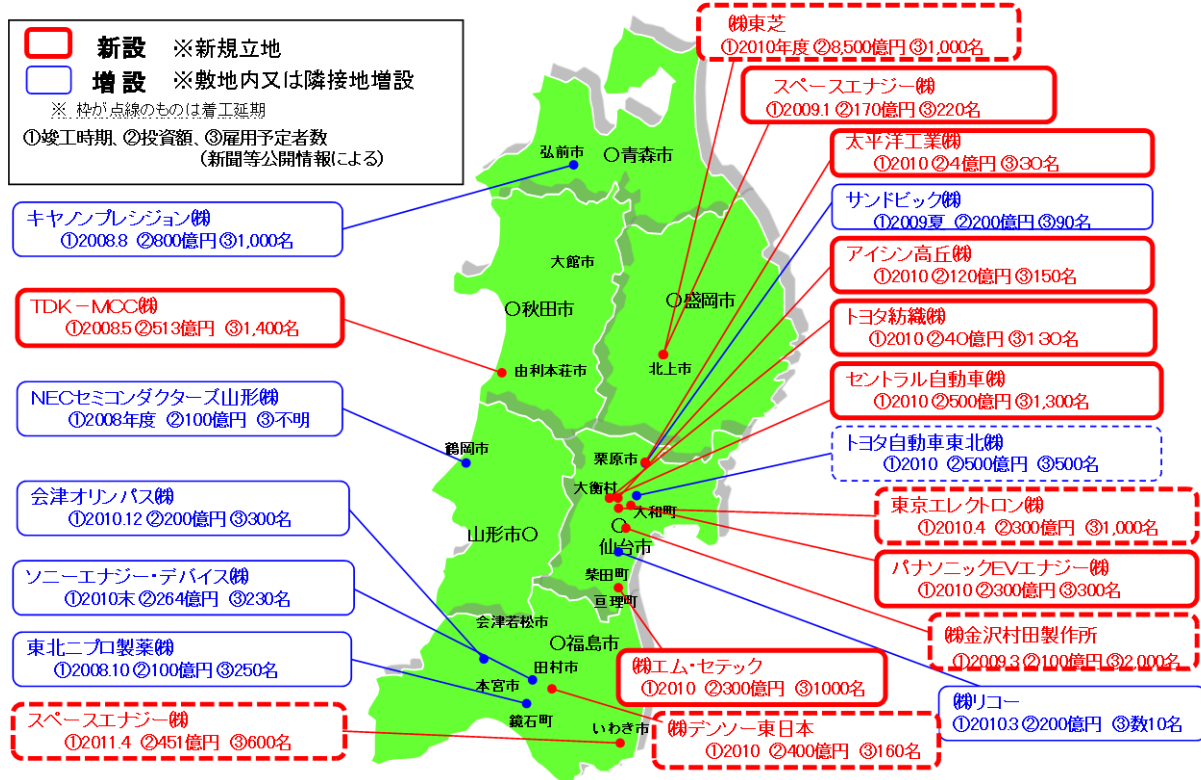 新設 ※新規立地
増設 ※敷地内又は隣接地増設
※ 枠が点線のものは着工延期
①竣工時期、②投資額、③雇用予定者数
(新聞等公開情報による)
㈱東芝
①2010年度 ②8,500億円 ③1,000名
スペースエナジー㈱
①2009.1 ②170億円 ③220名
太平洋工業㈱
①2010 ②4億円 ③30名
サンドビック㈱
①2009夏 ②200億円 ③90名
アイシン高丘㈱
①2010 ②120億円 ③150名
トヨタ紡織㈱
①2010 ②40億円 ③130名
セントラル自動車㈱
①2010 ②500億円 ③1,300名
トヨタ自動車東北㈱
①2010 ②500億円 ③500名
東京エレクトロン㈱
①2010.4 ②300億円 ③1,000名
パナソニックEVエナジー㈱
①2010 ②300億円 ③300名
㈱金沢村田製作所
①2009.3 ②100億円 ③2,000名
㈱リコー
①2010.3 ②200億円 ③数10名
キヤノンプレシジョン㈱
①2008.8 ②800億円 ③1,000名
TDK－MCC㈱
①2008.5 ②513億円 ③1,400名
NECセミコンダクターズ山形㈱
①2008年度 ②100億円 ③不明
会津オリンパス㈱
①2010.12 ②200億円 ③300名
ソニーエナジー・デバイス㈱
①2010末 ②264億円 ③230名
東北ニプロ製薬㈱
①2008.10 ②100億円 ③250名
スペースエナジー㈱
①2011.4 ②451億円 ③600名
㈱エム・セテック
①2010 ②300億円 ③1000名
㈱デンソー東日本
①2010 ②400億円 ③160名
弘前市
○青森市
大館市
○秋田市
○盛岡市
由利本荘市
北上市
鶴岡市
栗原市
大衡村
大和町
山形市○
仙台市
柴田町
亘理町
会津若松市
○福島市
田村市
本宮市
鏡石町
いわき市